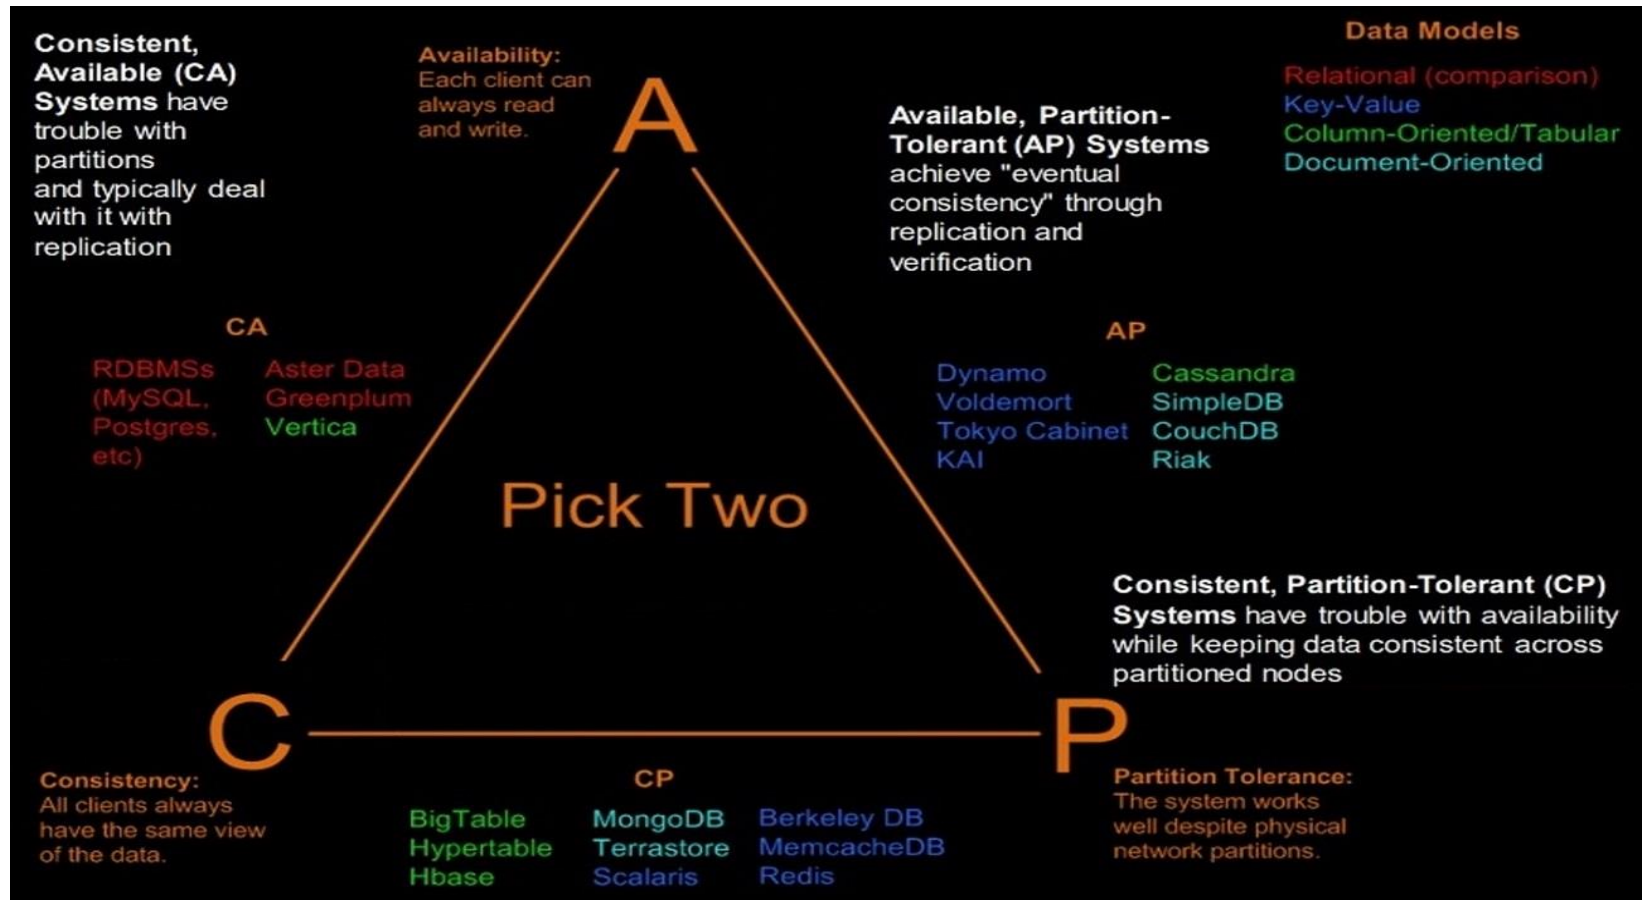 Consistent,
Available (CA)
Systems have
trouble with
partitions
and typically deal
with it with
replication
Availability:
Each client can
always read
and write.
A
Available, Partition-
Tolerant (AP) Systems
achieve "eventual
consistency" through
replication and
verification
Data Models
Relational (comparison)
Key-Value
Column-Oriented/Tabular
Document-Oriented
CA
RDBMSs
(MySQL,
Postgres,
etc)
Aster Data
Greenplum
Vertica
AP
Dynamo
Voldemort
Tokyo Cabinet
KAI
Cassandra
SimpleDB
CouchDB
Riak
Pick Two
Consistent, Partition-Tolerant (CP)
Systems have trouble with availability
while keeping data consistent across
partitioned nodes
C
P
Consistency:
All clients always
have the same view
of the data.
CP
BigTable
Hypertable
Hbase
MongoDB
Terrastore
Scalaris
Berkeley DB
MemcacheDB
Redis
Partition Tolerance:
The system works
well despite physical
network partitions.